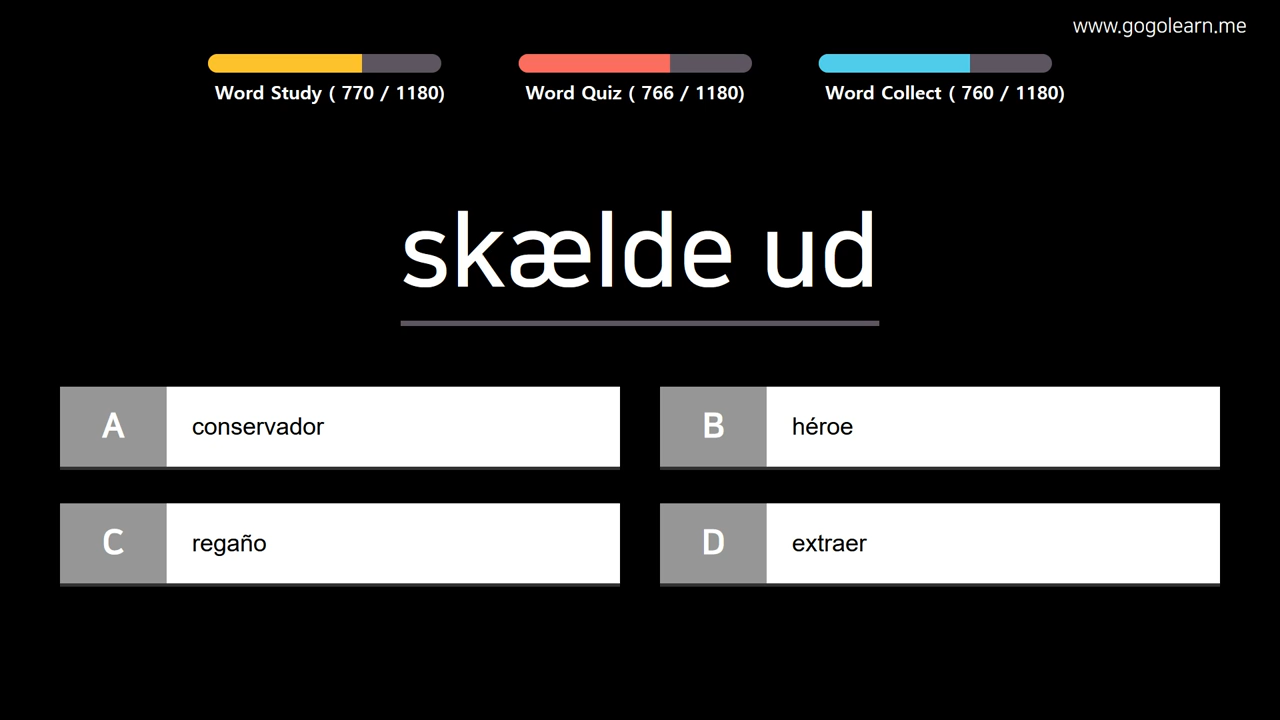 www.gogolearn.me
Word Study ( 770 / 1180)
Word Quiz ( 766 / 1180)
Word Collect ( 760 / 1180)
skælde ud
A conservador
B héroe
C regaño
D extraer